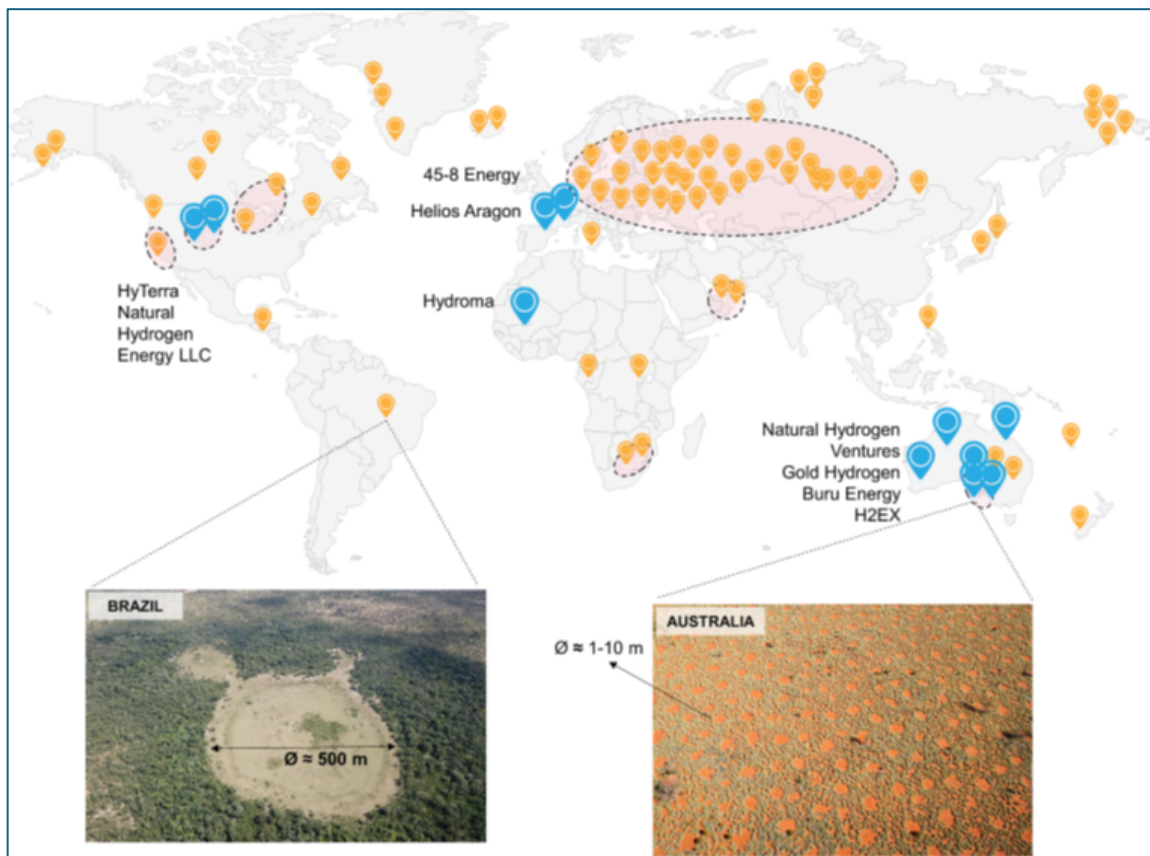 45-8 Energy
Helios Aragon
HyTerra
Natural
Hydrogen
Energy LLC
Hydroma
Natural Hydrogen
Ventures
Gold Hydrogen
Buru Energy
H2EX
BRAZIL
Ø ≈ 500 m
AUSTRALIA
Ø ≈ 1-10 m